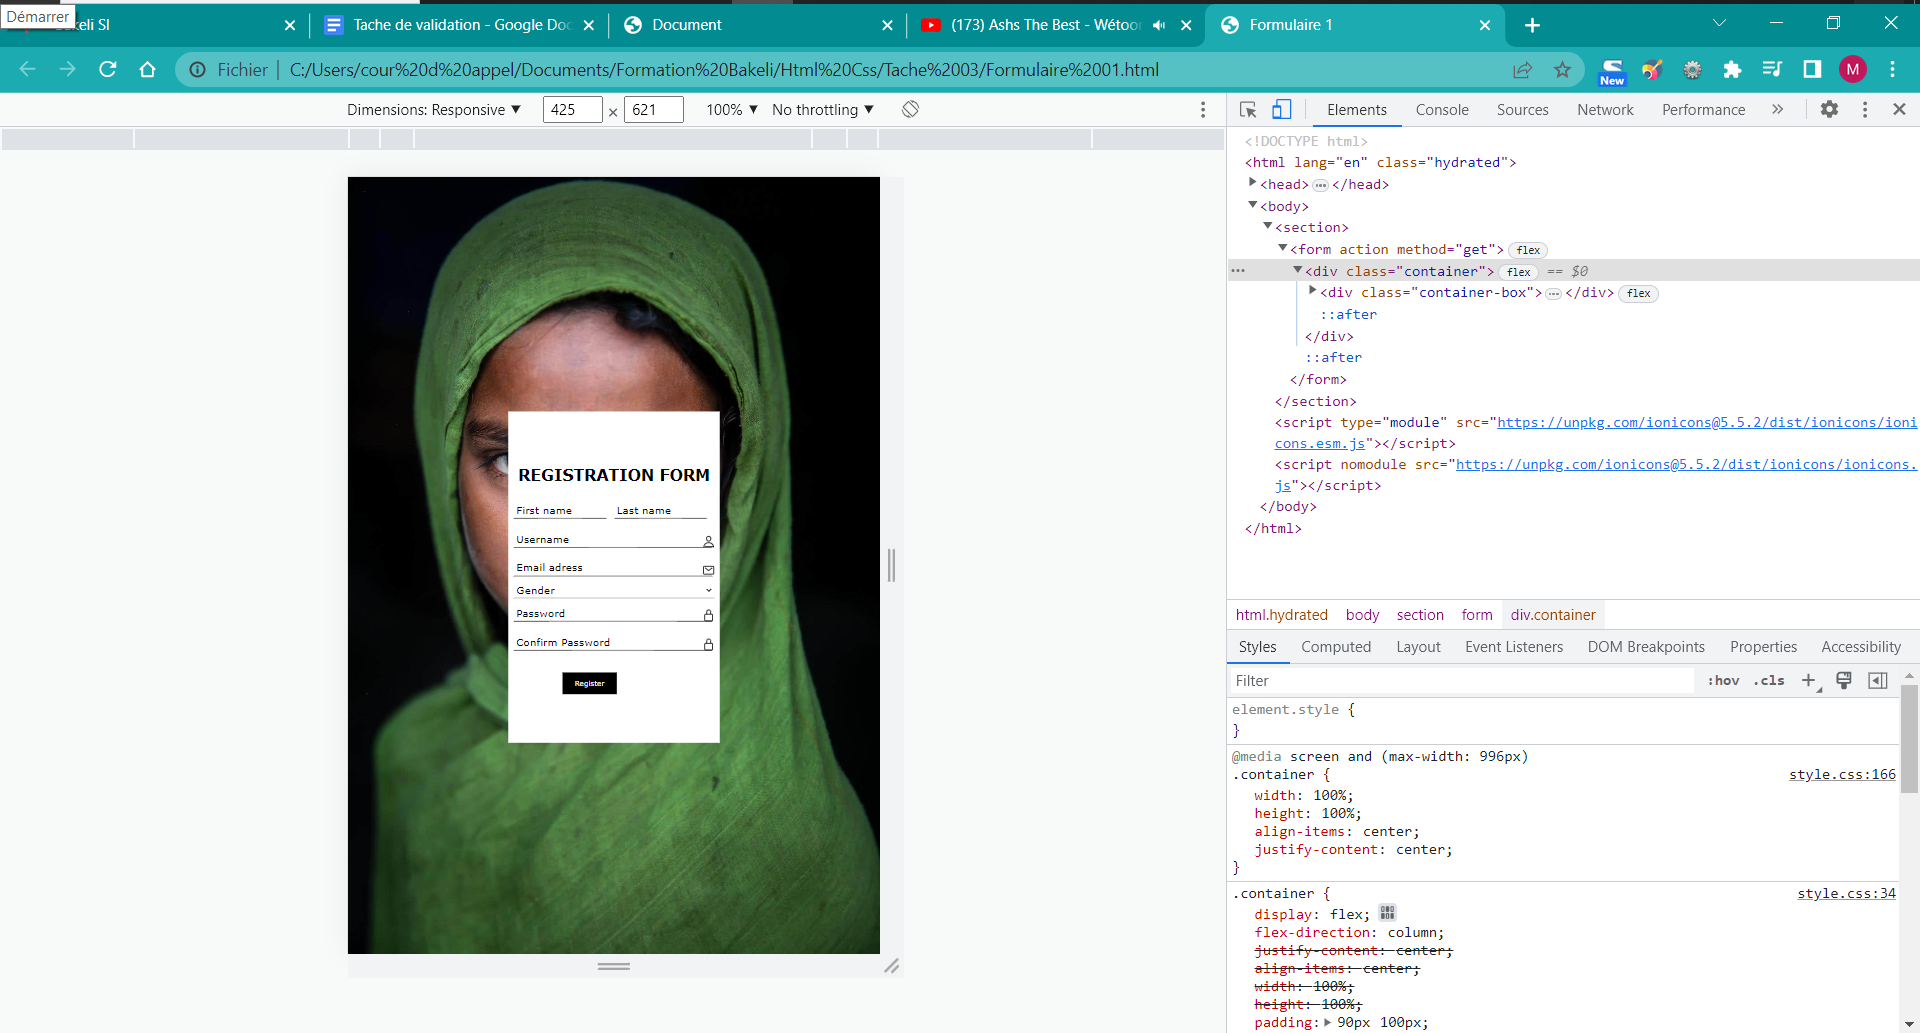 Démarrer
keli SI
Tache de validation - Google Do
Document
(173) Ashs The Best - Wétoo
Formulaire 1
Fichier
C:/Users/cour%20d%20appel/Documents/Formation%20Bakeli/Html%20Css/Tache%2003/Formulaire%2001.html
New
M
Dimensions: Responsive ▼
425
×
621
100% ▼
No throttling ▼
Elements
Console
Sources
Network
Performance
»
<!DOCTYPE html>
<html lang="en" class="hydrated">
▶<head>…</head>
▼<body>
▼<section>
▼<form action method="get"> flex
… ▼<div class="container"> flex == $0
▶<div class="container-box">…</div> flex
::after
</div>
::after
</form>
</section>
<script type="module" src="https://unpkg.com/ionicons@5.5.2/dist/ionicons/ioni
cons.esm.js"></script>
<script nomodule src="https://unpkg.com/ionicons@5.5.2/dist/ionicons/ionicons.
js"></script>
</body>
</html>
REGISTRATION FORM
First name
Last name
Username
Email adress
Gender
Password
Confirm Password
Register
html.hydrated
body
section
form
div.container
Styles
Computed
Layout
Event Listeners
DOM Breakpoints
Properties
Accessibility
Filter
:hov
.cls
element.style {
}
@media screen and (max-width: 996px)
.container {
style.css:166
width: 100%;
height: 100%;
align-items: center;
justify-content: center;
}
.container {
style.css:34
display: flex;
flex-direction: column;
justify-content: center;
align-items: center;
width: 100%;
height: 100%;
padding:▶ 90px 100px;